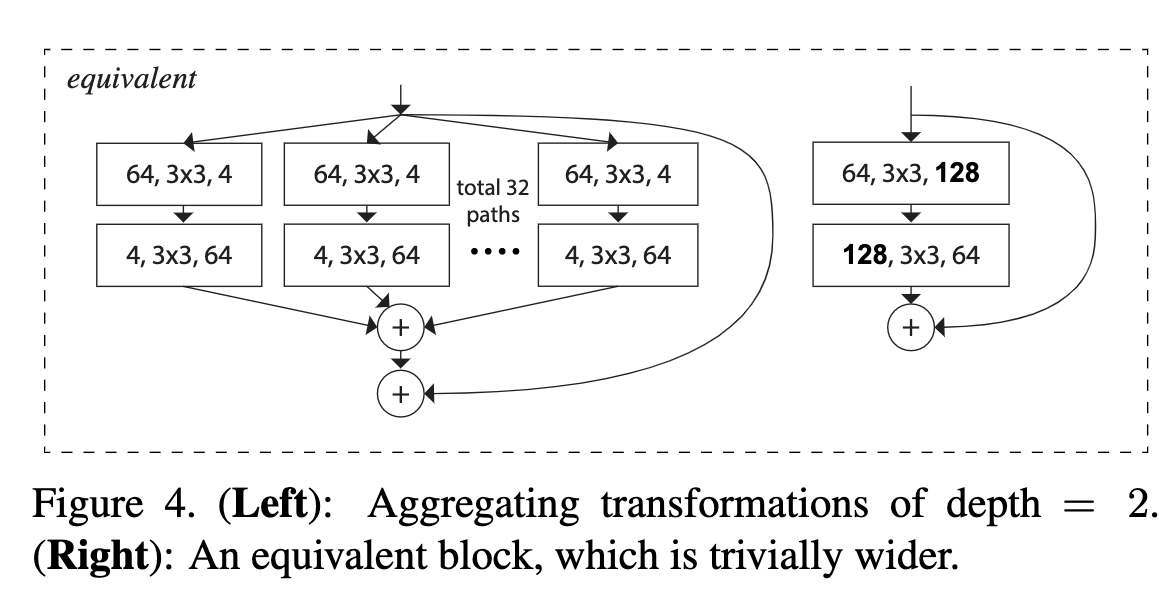 equivalent
64, 3x3, 4
64, 3x3, 4
64, 3x3, 4
total 32
paths
....
4, 3x3, 64
4, 3x3, 64
4, 3x3, 64
+
+
64, 3x3, 128
128, 3x3, 64
+
Figure 4. (Left): Aggregating transformations of depth = 2.
(Right): An equivalent block, which is trivially wider.